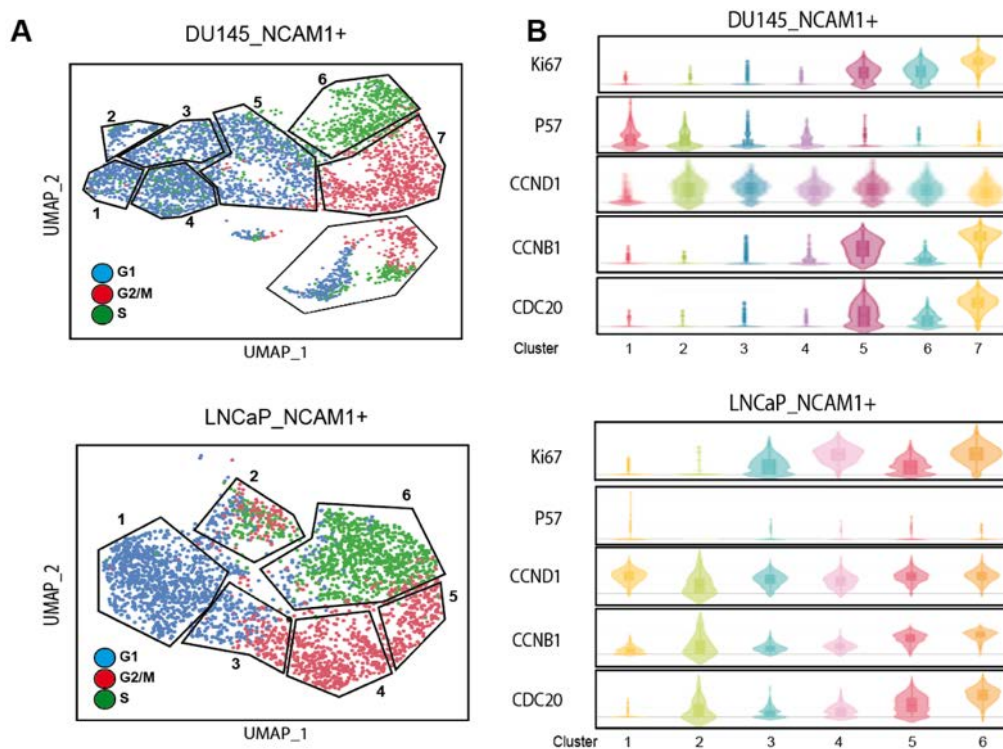 A
DU145_NCAM1+
6
5
3
2
7
1
4
UMAP_2
G1
G2/M
S
UMAP_1
LNCaP_NCAM1+
2
6
1
5
3
4
UMAP_2
G1
G2/M
S
UMAP_1
B
DU145_NCAM1+
Ki67
P57
CCND1
CCNB1
CDC20
Cluster 1 2 3 4 5 6 7
LNCaP_NCAM1+
Ki67
P57
CCND1
CCNB1
CDC20
Cluster 1 2 3 4 5 6